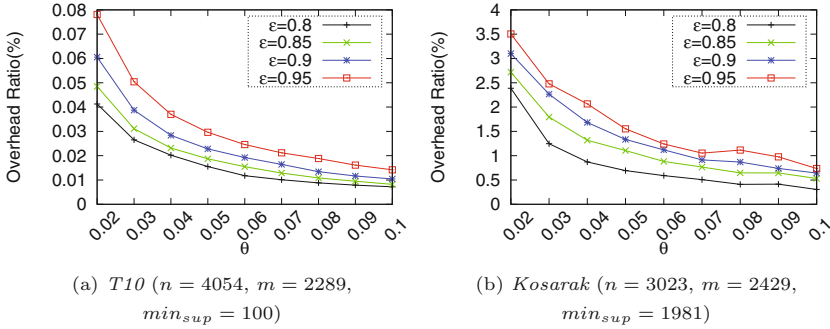 0.08
0.07
0.06
0.05
0.04
0.03
0.02
0.01
0
Overhead Ratio(%)
ε=0.8
ε=0.85
ε=0.9
ε=0.95
0.02
0.03
0.04
0.05
0.06
0.07
0.08
0.09
0.1
θ
(a) T10 (n = 4054, m = 2289,
min_sup = 100)
4
3.5
3
2.5
2
1.5
1
0.5
0
Overhead Ratio(%)
ε=0.8
ε=0.85
ε=0.9
ε=0.95
0.02
0.03
0.04
0.05
0.06
0.07
0.08
0.09
0.1
θ
(b) Kosarak (n = 3023, m = 2429,
min_sup = 1981)